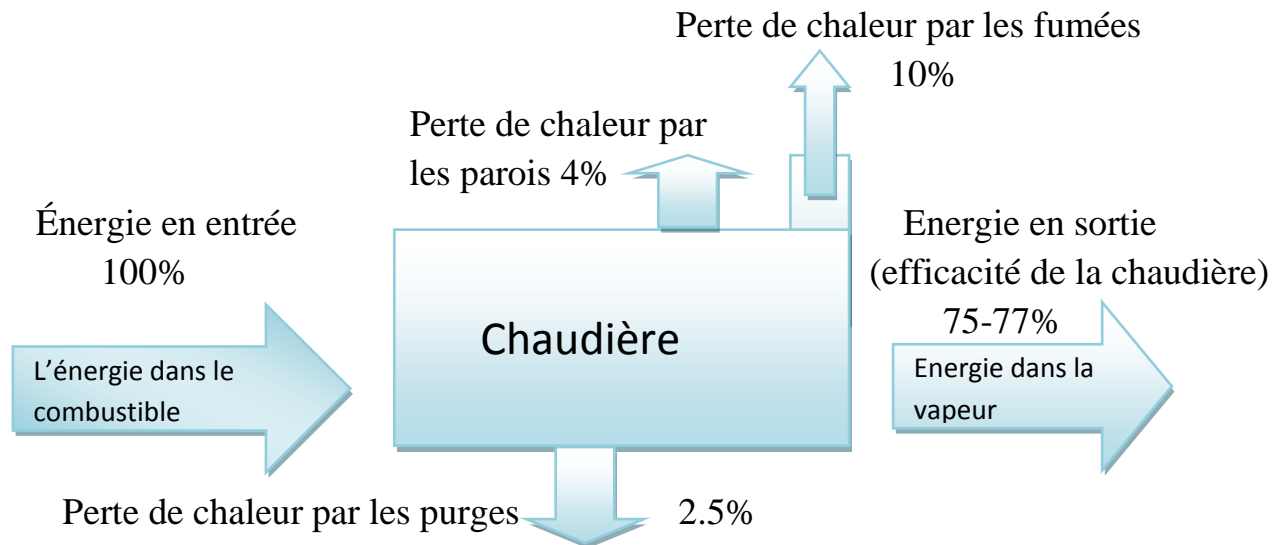 Perte de chaleur par les fumées
10%
Perte de chaleur par
les parois 4%
Énergie en entrée
100%
Energie en sortie
(efficacité de la chaudière)
75-77%
Chaudière
L'énergie dans le
combustible
Energie dans la
vapeur
Perte de chaleur par les purges 2.5%